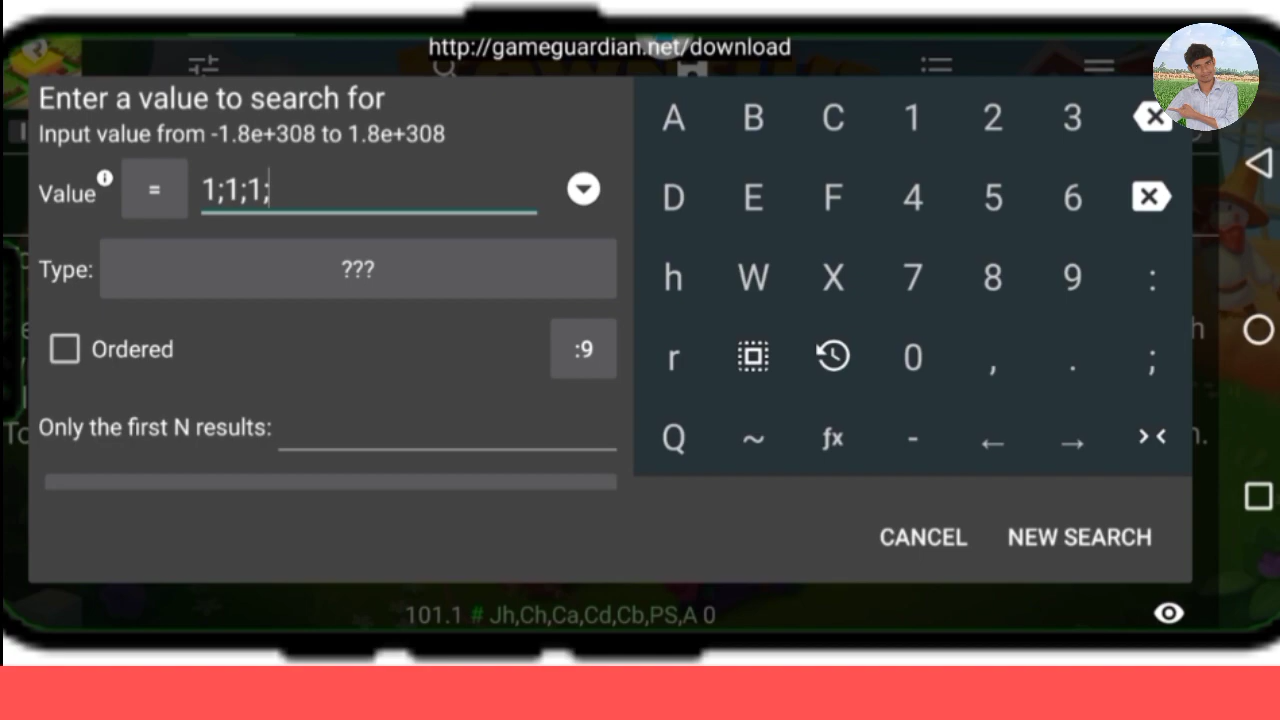 http://gameguardian.net/download
Enter a value to search for
Input value from -1.8e+308 to 1.8e+308
Value = 1;1;1;
Type: ???
Ordered :9
Only the first N results:
A B C 1 2 3
D E F 4 5 6
h W X 7 8 9 :
r 0 , . ;
Q ~ ƒx - ← → ><
CANCEL NEW SEARCH
101.1 # Jh,Ch,Ca,Cd,Cb,PS,A 0